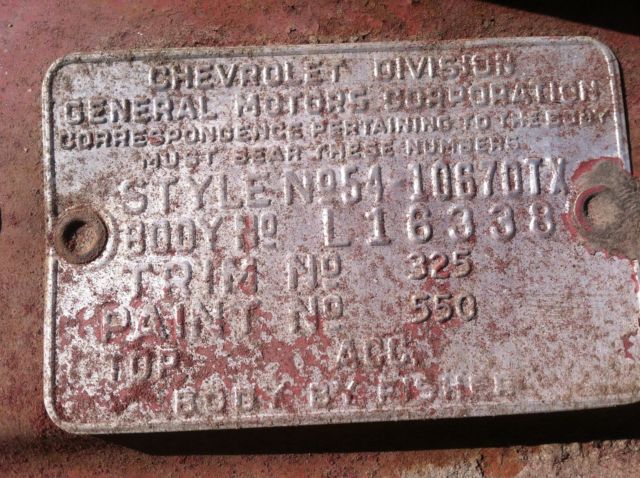 CHEVROLET DIVISION
GENERAL MOTORS CORPORATION
CORRESPONDENCE PERTAINING TO THE BODY
MUST BEAR THESE NUMBERS
STYLE No 54-1067DTX
BODY No L16338
TRIM No 325
PAINT No 550
TOP ACC.
BODY BY FISHER